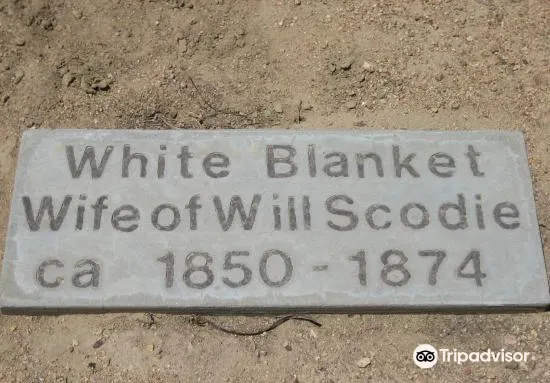 White Blanket
Wife of Will Scodie
ca 1850 - 1874
Tripadvisor